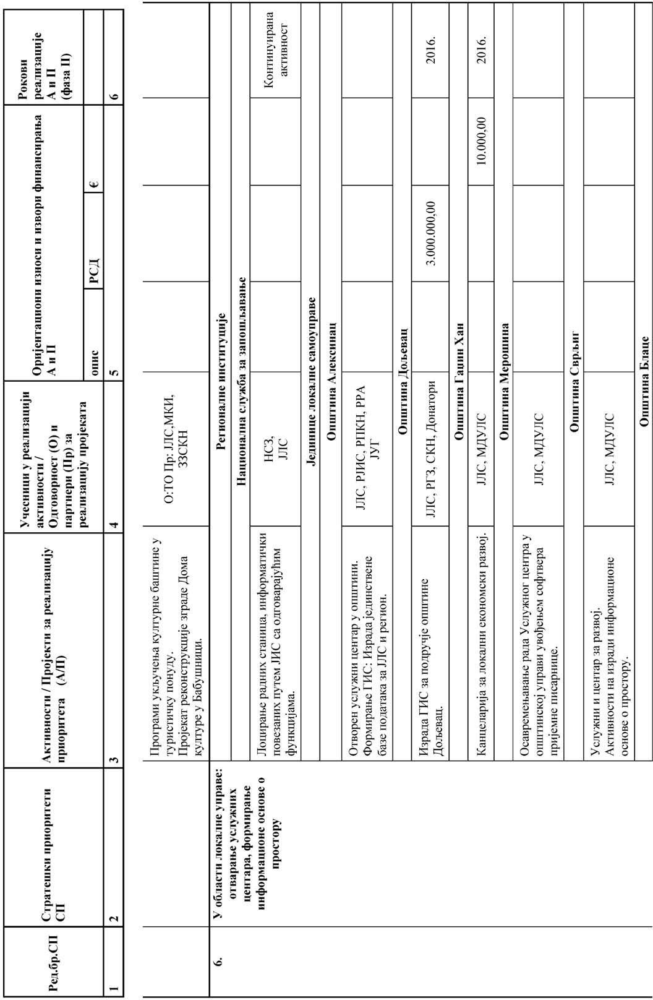 Ред.бр.СП
Стратешки приоритети
СП
Активности / Пројекти за реализацију
приоритета (А/П)
Учесници у реализацији
активности /
Одговорност (О) и
партнери (Пр) за
реализацију пројеката
Оријентациони износи и извори финансирања
А и П
опис
РСД
€
Рокови
реализације
А и П
(фаза II)
1
2
3
4
5
6
Програми укључења културне баштине у
туристичку понуду.
Пројекат реконструкције зграде Дома
културе у Бабушници.
О:ТО Пр: ЈЛС,МКИ,
ЗЗСКН
6.
У области локалне управе:
отварање услужних
центара, формирање
информационе основе о
простору
Регионалне институције
Национална служба за запошљавање
Лоцирање радних станица, информатички
повезаних путем ЈИС са одговарајућим
функцијама.
НСЗ,
ЈЛС
Континуирана
активност
Јединице локалне самоуправе
Општина Алексинац
Отворен услужни центар у општини.
Формирање ГИС: Израда јединствене
базе података за ЈЛС и регион.
ЈЛС, РЈИС, РПКН, РРА
ЈУГ
Општина Дољевац
Израда ГИС за подручје општине
Дољевац.
ЈЛС, РГЗ, СКН, Донатори
3.000.000,00
2016.
Општина Гаџин Хан
Канцеларија за локални економски развој.
ЈЛС, МДУЛС
10.000,00
2016.
Општина Мерошина
Осавремењавање рада Услужног центра у
општинској управи увођењем софтвера
пријемне писарнице.
ЈЛС, МДУЛС
Општина Сврљиг
Услужни и центар за развој.
Активности на изради информационе
основе о простору.
ЈЛС, МДУЛС
Општина Блаце